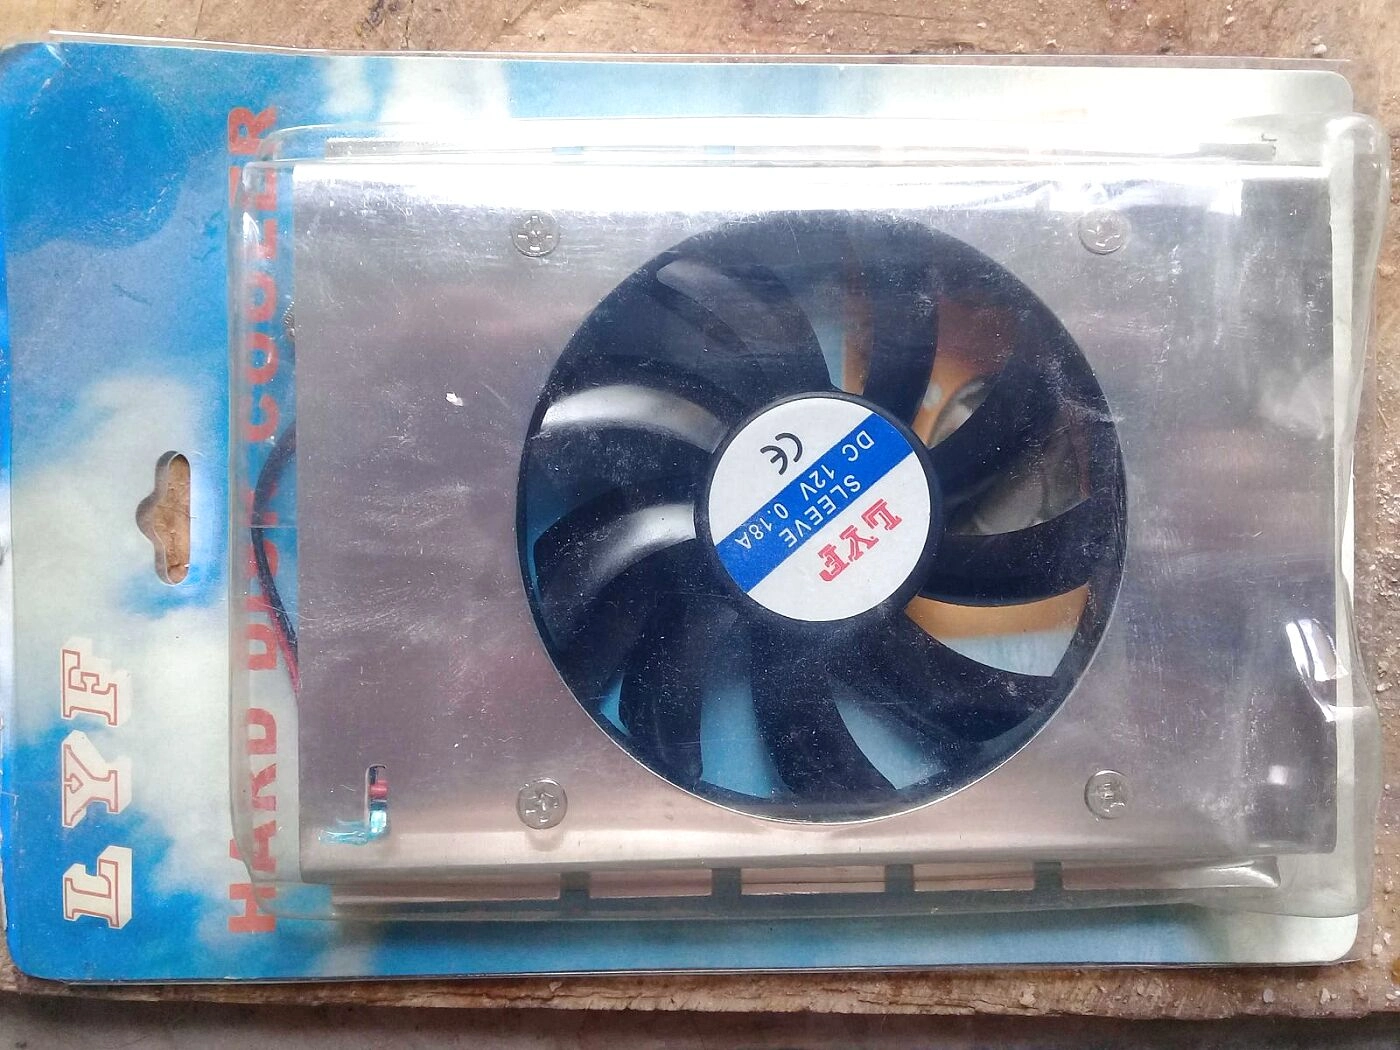 LYF
HARD DISK COOLER
LYF
SLEEVE
DC 12V 0.18A
CE